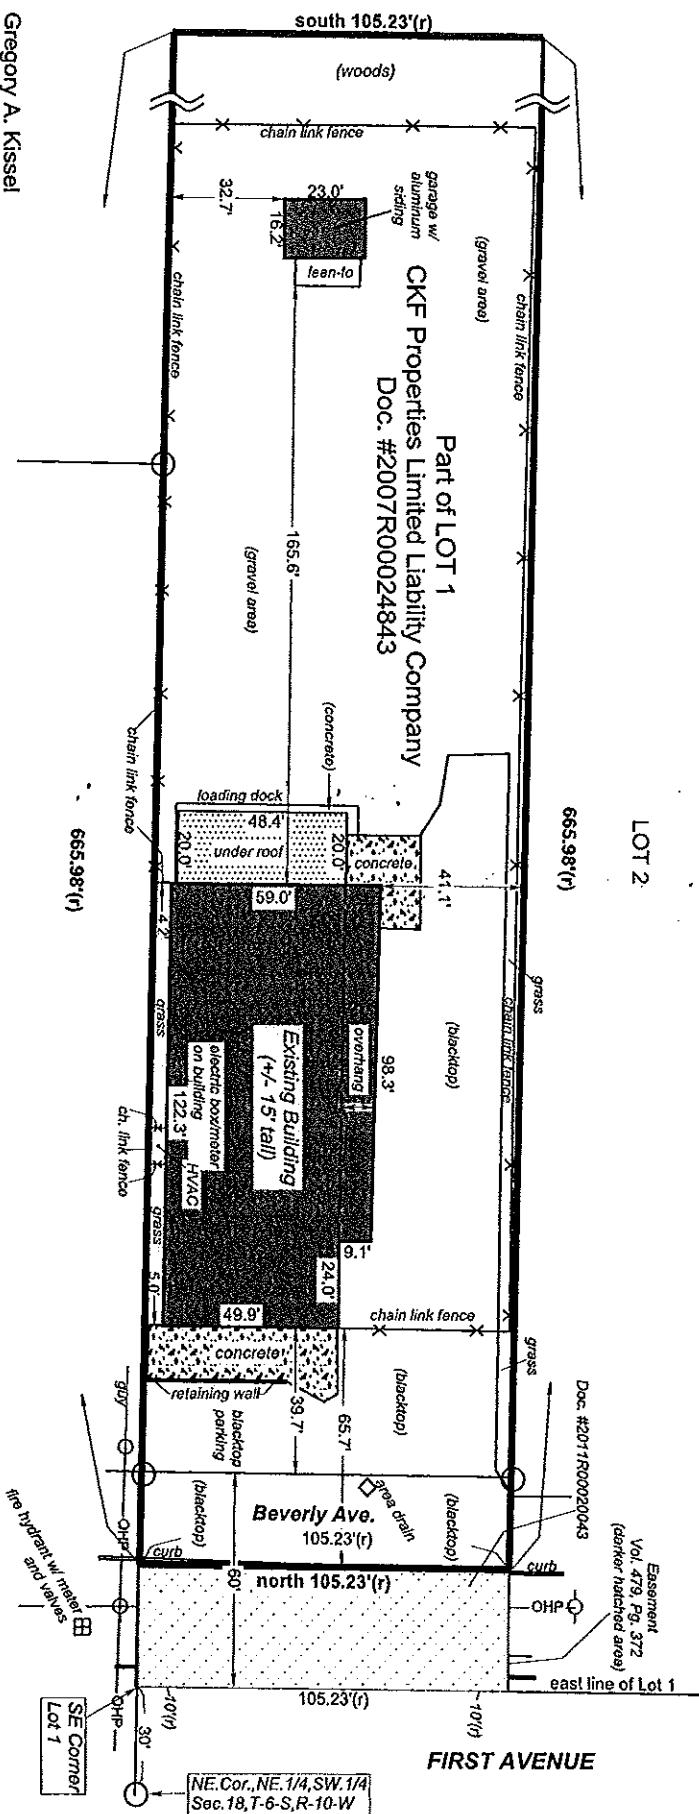 south 105.23'(r)
Gregory A. Kissel
(woods)
chain link fence
32.7'
23.0'
16.2'
garage w/
aluminum
siding
lean-to
(gravel area)
chain link fence
chain link fence
Part of LOT 1
CKF Properties Limited Liability Company
Doc. #2007R00024843
165.6'
(gravel area)
(concrete)
chain link fence
loading dock
48.4'
20.0'
under roof
20.0'
concrete
665.98'(r)
665.98'(r)
LOT 2
41.1'
59.0'
4.2'
grass
grass
chain link fence
(blacktop)
overhang
98.3'
Existing Building
(+/- 15' tall)
electric box/meter
on building
122.3'
HVAC
ch. link fence
grass
5.0'
9.1'
24.0'
49.9'
chain link fence
concrete
retaining wall
39.7'
65.7'
(blacktop)
grass
blacktop
parking
guy
Doc. #2011R00020043
Easement
Vol. 479, Pg. 372
(darker hatched area)
area drain
(blacktop)
(blacktop)
Beverly Ave.
105.23'(r)
curb
curb
north 105.23'(r)
60'
OHP
OHP
OHP
fire hydrant w/ meter
and valves
east line of Lot 1
105.23'(r)
10'(r)
10'(r)
30'
SE Corner
Lot 1
FIRST AVENUE
NE.Cor.,NE.1/4,SW.1/4
Sec.18,T-6-S,R-10-W